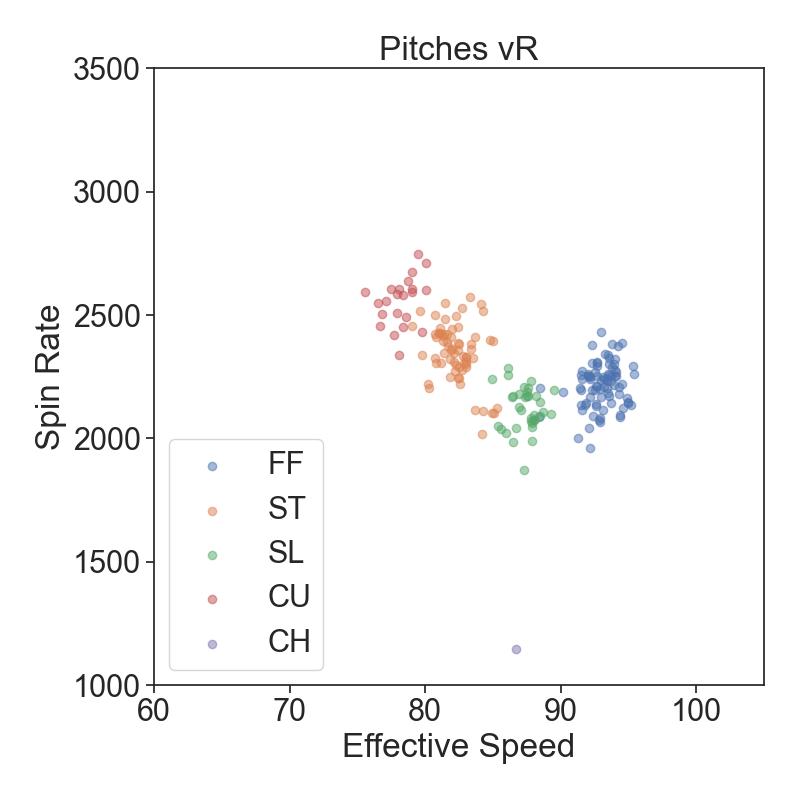 Pitches vR
3500
3000
2500
2000
1500
1000
Spin Rate
FF
ST
SL
CU
CH
60 70 80 90 100
Effective Speed